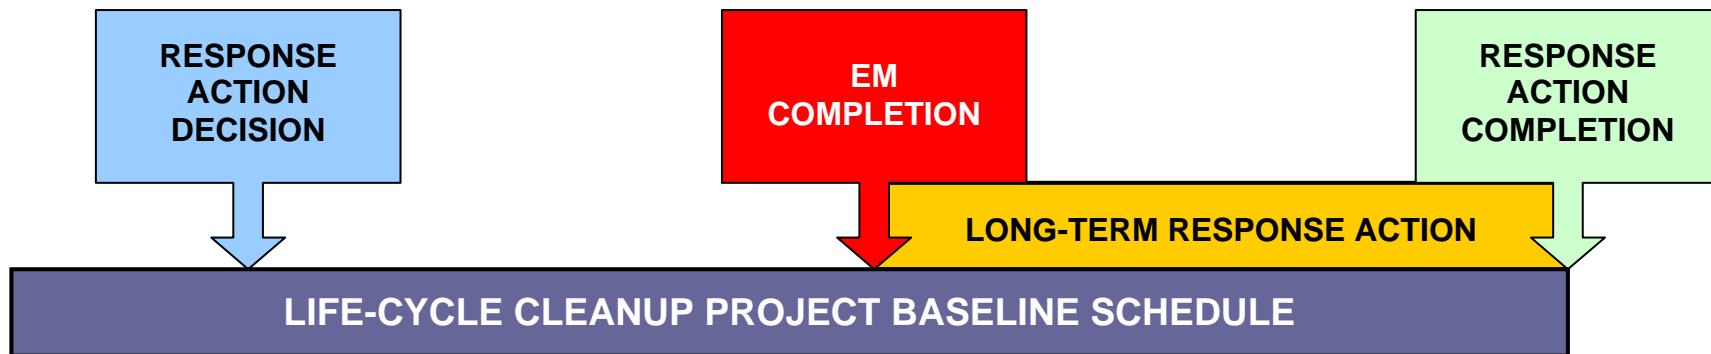 RESPONSE
ACTION
DECISION
EM
COMPLETION
RESPONSE
ACTION
COMPLETION
LONG-TERM RESPONSE ACTION
LIFE-CYCLE CLEANUP PROJECT BASELINE SCHEDULE